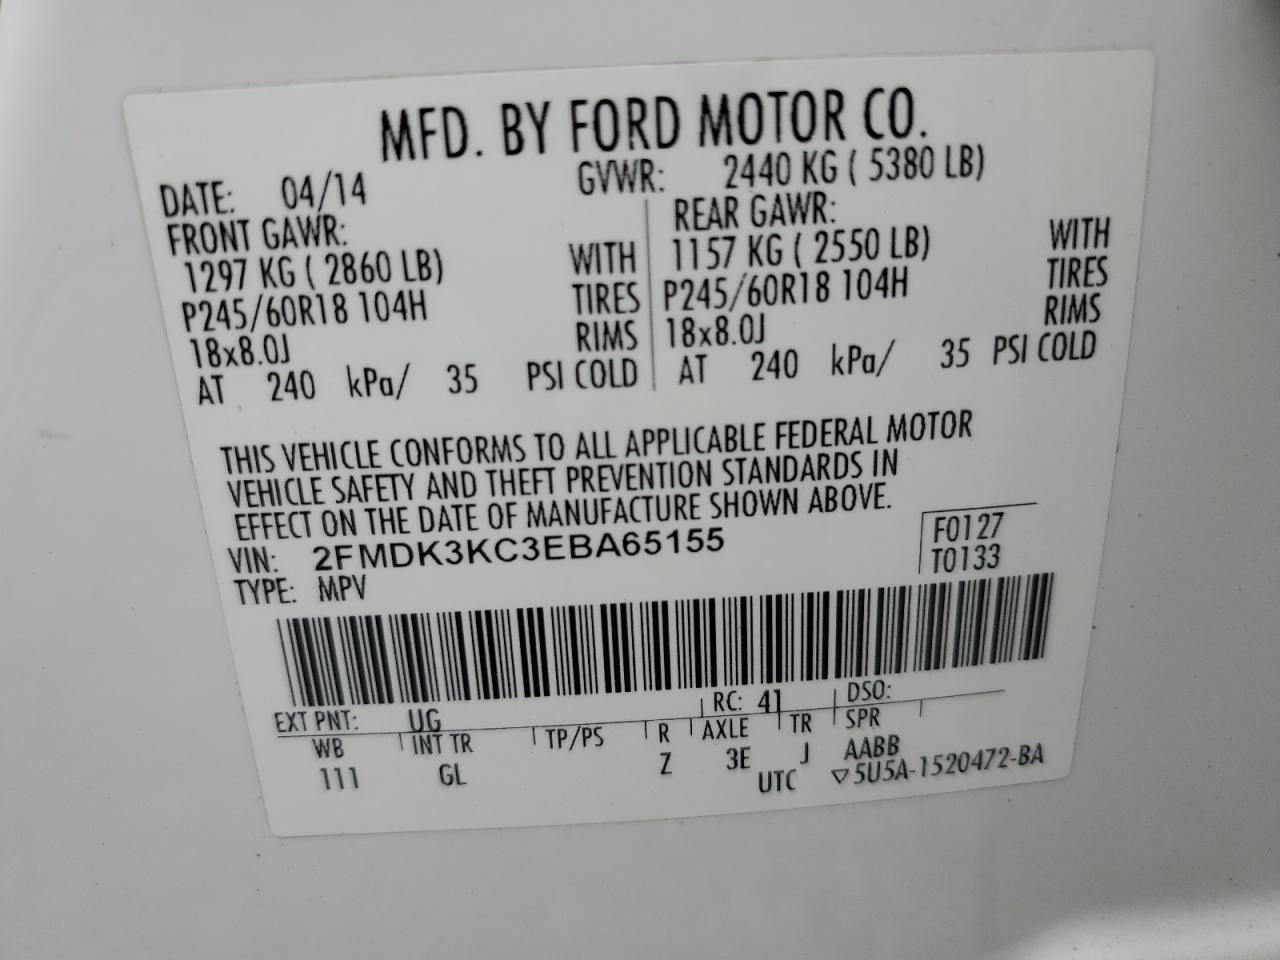 MFD. BY FORD MOTOR CO.
DATE: 04/14 GVWR: 2440 KG ( 5380 LB)
FRONT GAWR: REAR GAWR:
1297 KG ( 2860 LB) WITH 1157 KG ( 2550 LB) WITH
P245/60R18 104H TIRES P245/60R18 104H TIRES
18x8.0J RIMS 18x8.0J RIMS
AT 240 kPa/ 35 PSI COLD AT 240 kPa/ 35 PSI COLD
THIS VEHICLE CONFORMS TO ALL APPLICABLE FEDERAL MOTOR
VEHICLE SAFETY AND THEFT PREVENTION STANDARDS IN
EFFECT ON THE DATE OF MANUFACTURE SHOWN ABOVE.
VIN: 2FMDK3KC3EBA65155 F0127
TYPE: MPV T0133
EXT PNT: UG RC: 41 DSO:
WB INT TR TP/PS R AXLE TR SPR
111 GL Z 3E J AABB
UTC ▽5U5A-1520472-BA